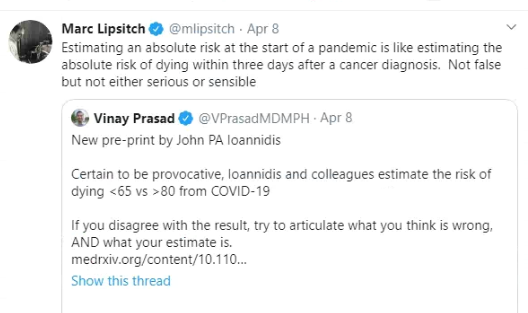 Marc Lipsitch @mlipsitch · Apr 8
Estimating an absolute risk at the start of a pandemic is like estimating the
absolute risk of dying within three days after a cancer diagnosis.  Not false
but not either serious or sensible
Vinay Prasad @VPrasadMDMPH · Apr 8
New pre-print by John PA Ioannidis
Certain to be provocative, Ioannidis and colleagues estimate the risk of
dying <65 vs >80 from COVID-19
If you disagree with the result, try to articulate what you think is wrong,
AND what your estimate is.
medrxiv.org/content/10.110...
Show this thread